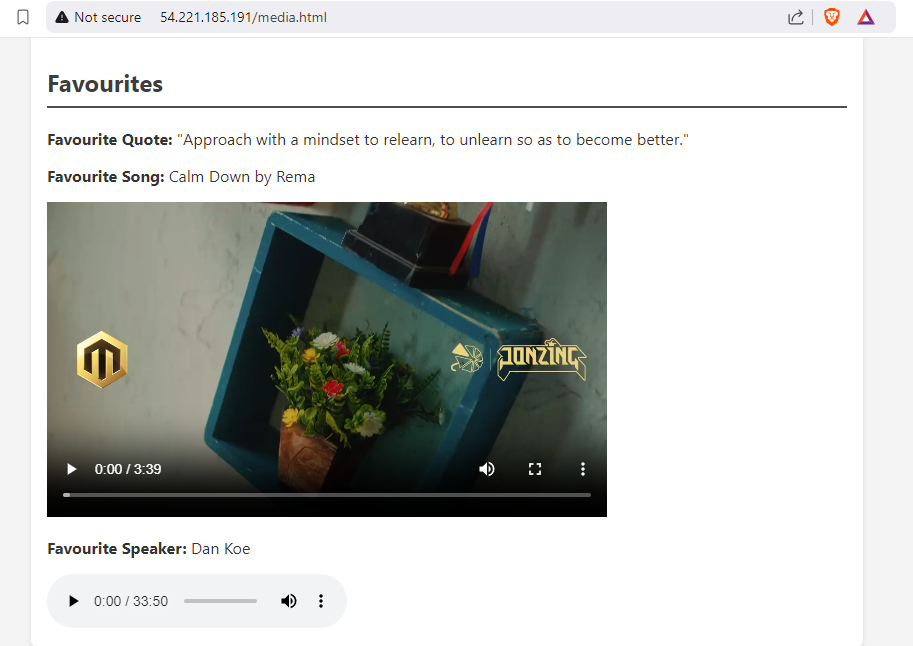 Not secure 54.221.185.191/media.html
Favourites
Favourite Quote: "Approach with a mindset to relearn, to unlearn so as to become better."
Favourite Song: Calm Down by Rema
M JONZING
0:00 / 3:39
Favourite Speaker: Dan Koe
0:00 / 33:50